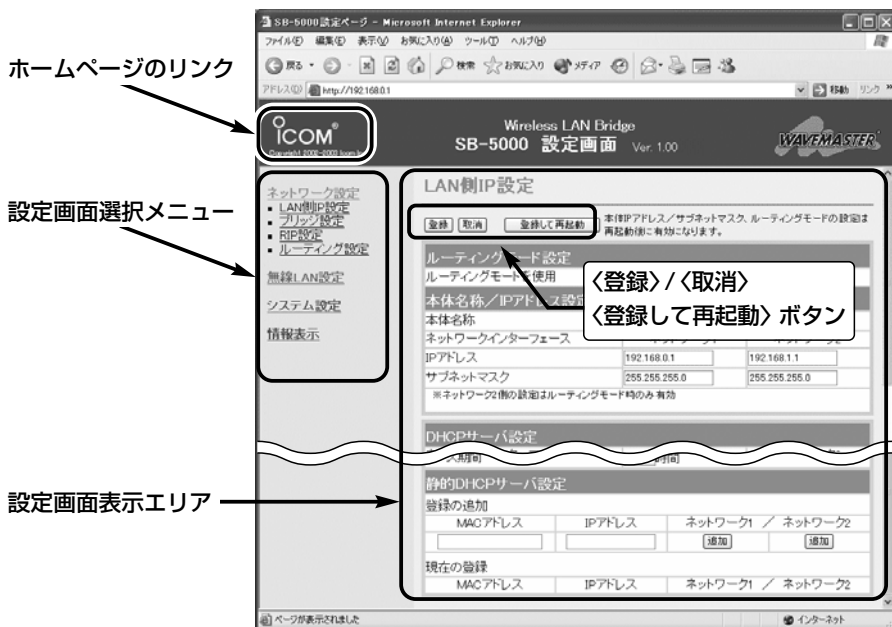 SB-5000設定ページ - Microsoft Internet Explorer
ファイル(F) 編集(E) 表示(V) お気に入り(A) ツール(T) ヘルプ(H)
戻る 検索 お気に入り メディア
アドレス(D) http://192.168.0.1 移動 リンク »
ホームページのリンク
ICOM®
Wireless LAN Bridge
SB-5000 設定画面 Ver. 1.00
WAVEMASTER
設定画面選択メニュー
ネットワーク設定
LAN側IP設定
ブリッジ設定
RIP設定
ルーティング設定
無線LAN設定
システム設定
情報表示
LAN側IP設定
登録 取消 登録して再起動
本体IPアドレス／サブネットマスク、ルーティングモードの設定は
再起動後に有効になります。
〈登録〉/〈取消〉
〈登録して再起動〉 ボタン
本体名称
ネットワークインターフェース
IPアドレス 192.168.0.1 192.168.1.1
サブネットマスク 255.255.255.0 255.255.255.0
※ネットワーク2側の設定はルーティングモード時のみ有効
DHCPサーバ設定
設定画面表示エリア
静的DHCPサーバ設定
登録の追加
MACアドレス IPアドレス ネットワーク1 ／ ネットワーク2
追加 追加
現在の登録
MACアドレス IPアドレス ネットワーク1 ／ ネットワーク2
ページが表示されました インターネット